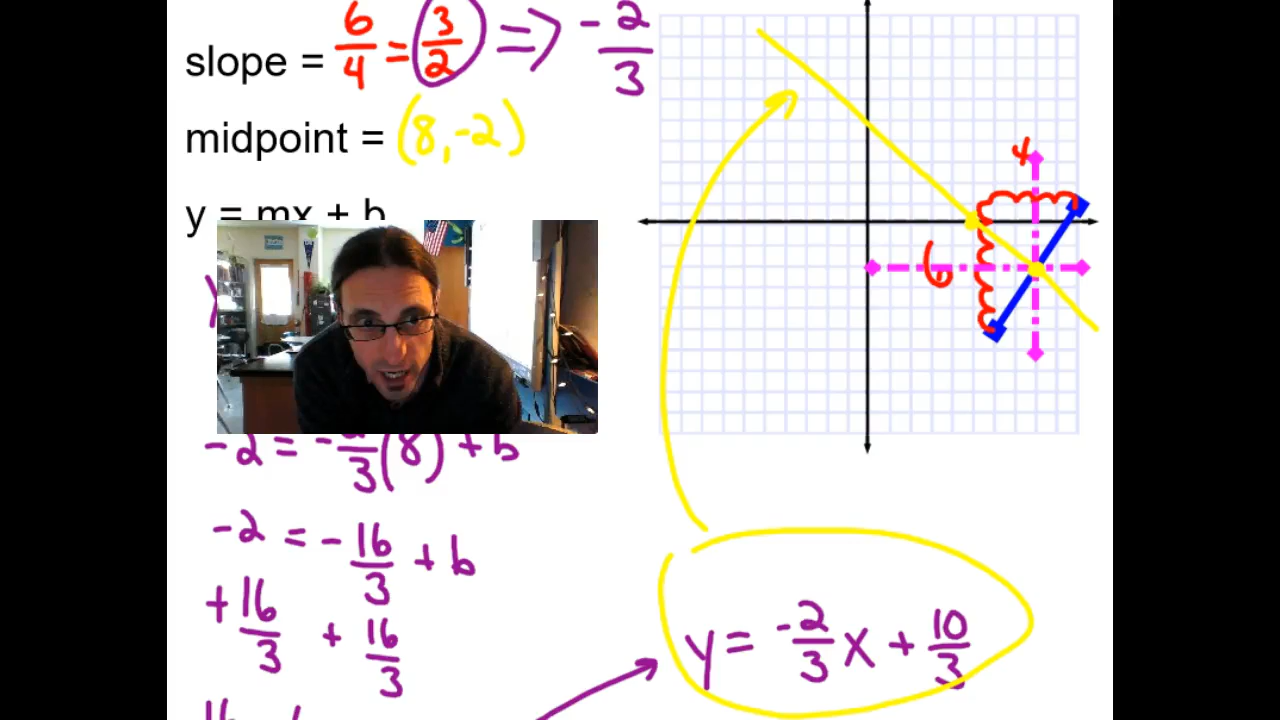 slope = 6/4 = 3/2 => -2/3
midpoint = (8,-2)
y = mx + b
-2 = -2/3(8) + b
-2 = -16/3 + b
+16/3 + 16/3
y = -2/3 x + 10/3
4
6